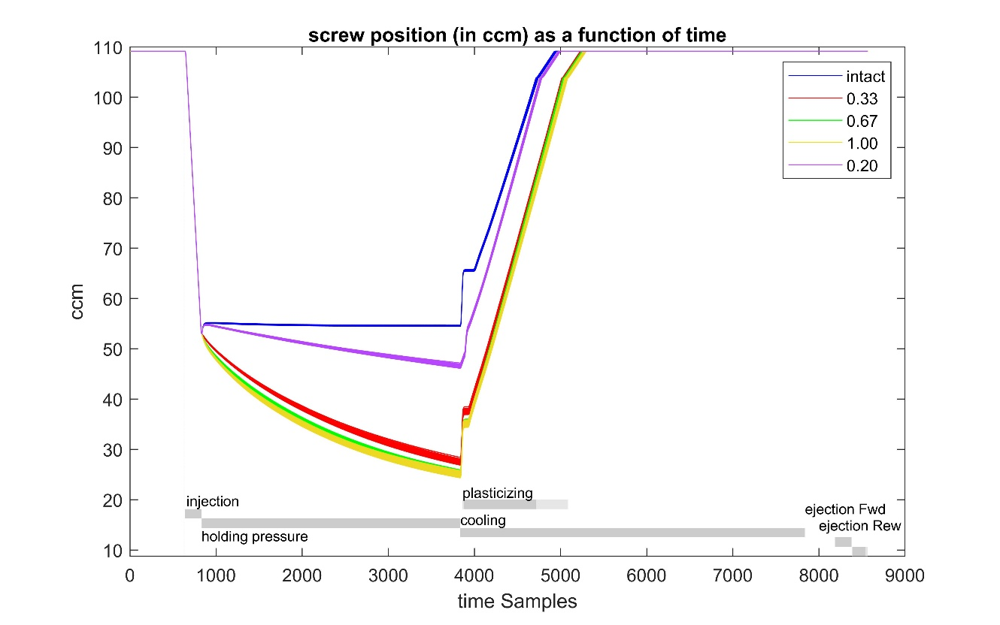 screw position (in ccm) as a function of time
110
100
90
80
70
60
50
40
30
20
10
ccm
intact
0.33
0.67
1.00
0.20
plasticizing
injection
cooling
holding pressure
ejection Fwd
ejection Rew
0 1000 2000 3000 4000 5000 6000 7000 8000 9000
time Samples